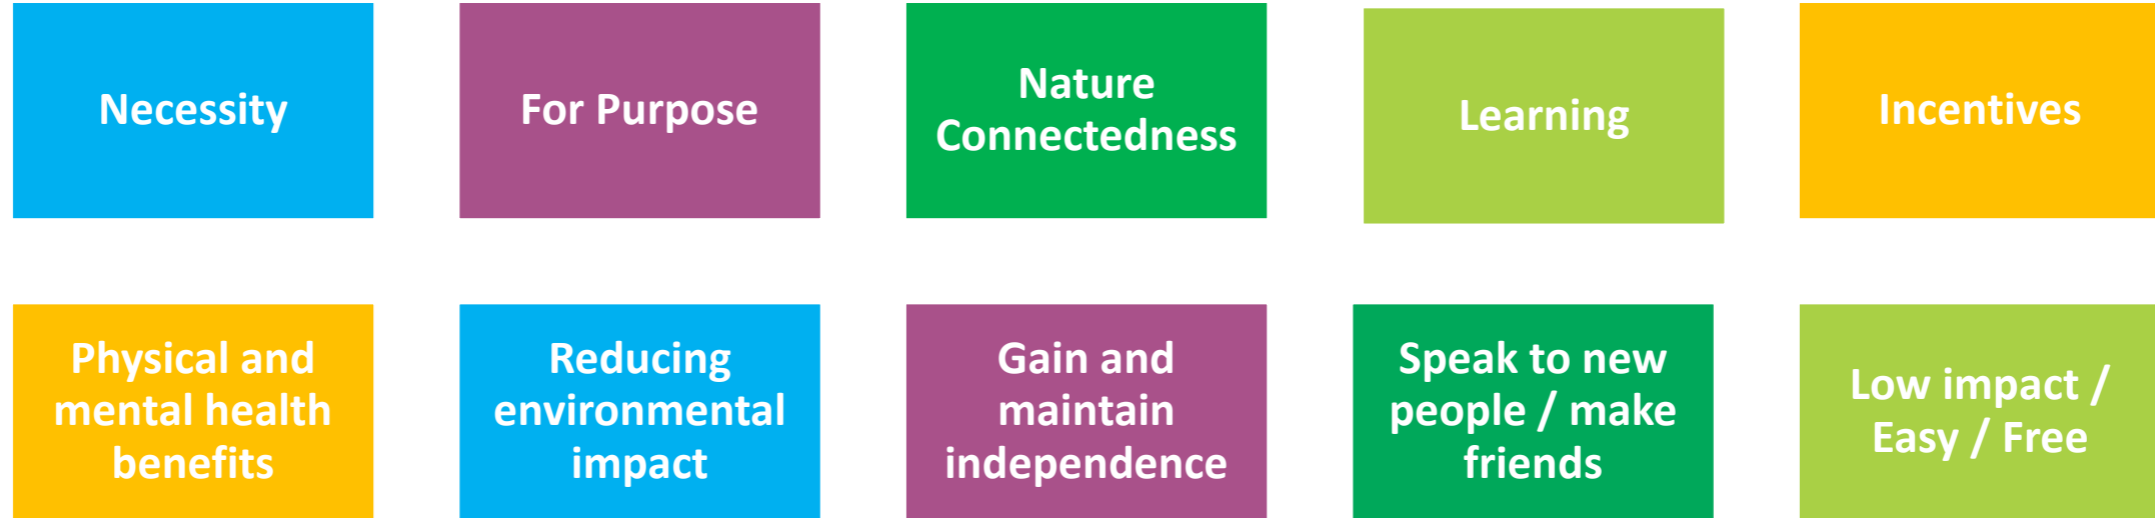 Necessity
For Purpose
Nature
Connectedness
Learning
Incentives
Physical and
mental health
benefits
Reducing
environmental
impact
Gain and
maintain
independence
Speak to new
people / make
friends
Low impact /
Easy / Free